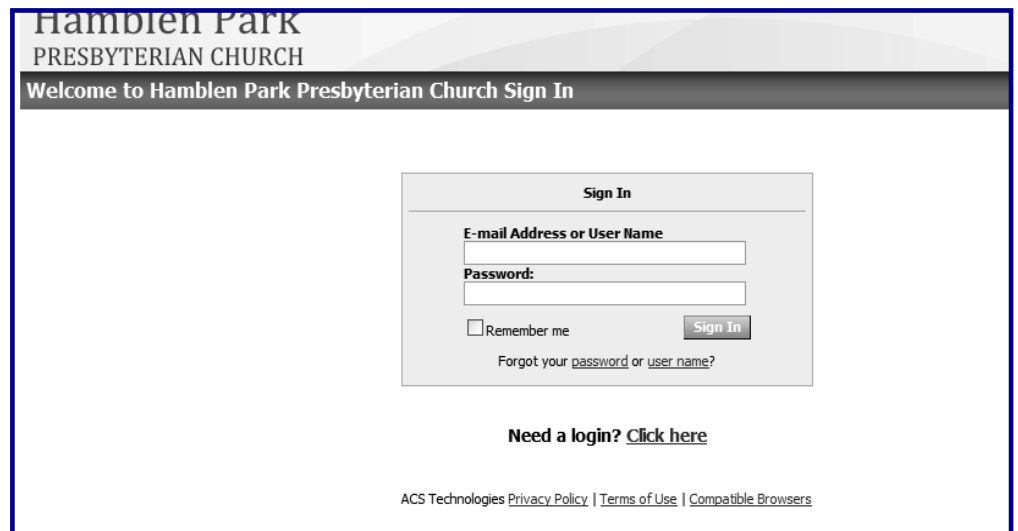 Hamblen Park
PRESBYTERIAN CHURCH
Welcome to Hamblen Park Presbyterian Church Sign In
Sign In
E-mail Address or User Name
Password:
Remember me Sign In
Forgot your password or user name?
Need a login? Click here
ACS Technologies Privacy Policy | Terms of Use | Compatible Browsers